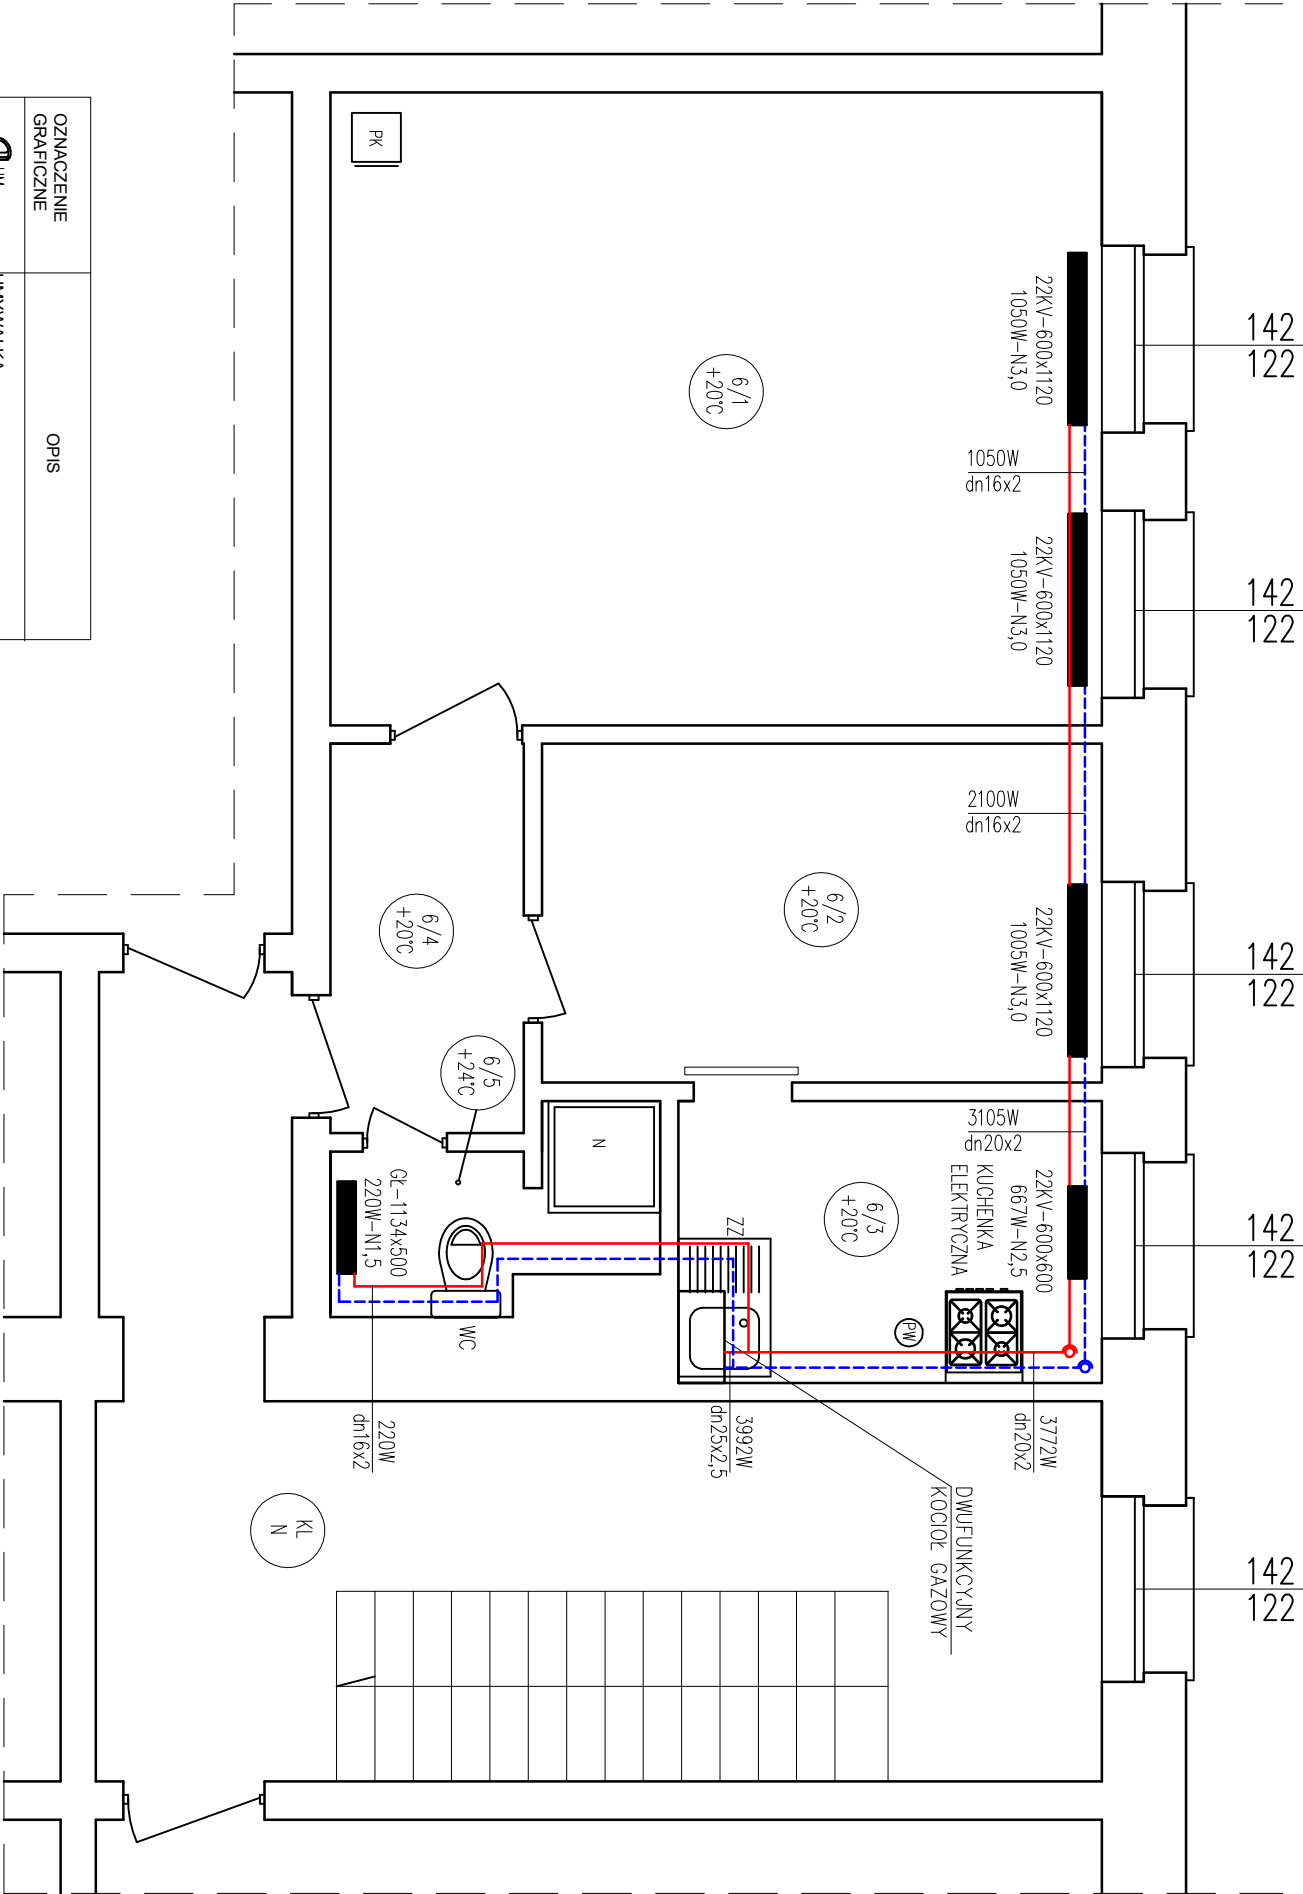 OZNACZENIE
GRAFICZNE
OPIS
PK
22KV-600x1120
1050W-N3,0
142
122
6/1
+20°C
1050W
dn16x2
22KV-600x1120
1050W-N3,0
142
122
2100W
dn16x2
6/2
+20°C
22KV-600x1120
1005W-N3,0
142
122
6/4
+20°C
6/5
+24°C
3105W
dn20x2
N
KUCHENKA
ELEKTRYCZNA
22KV-600x600
667W-N2,5
142
122
6/3
+20°C
GŁ-1134x500
220W-N1,5
ZZ
WC
PW
220W
dn16x2
3992W
dn25x2,5
3772W
dn20x2
DWUFUNKCYJNY
KOCIOŁ GAZOWY
KL
N
142
122